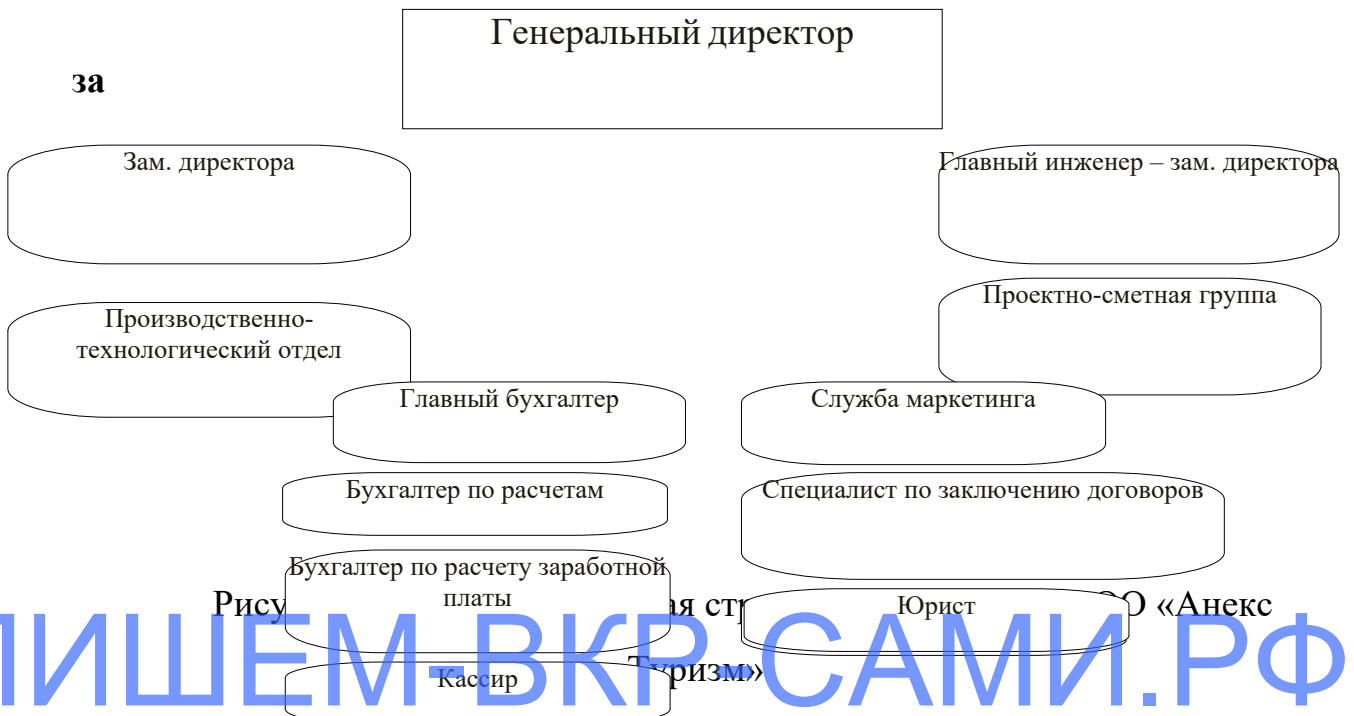 Генеральный директор
за
Зам. директора
Главный инженер – зам. директора
Проектно-сметная группа
Производственно-
технологический отдел
Главный бухгалтер
Служба маркетинга
Бухгалтер по расчетам
Специалист по заключению договоров
Бухгалтер по расчету заработной
платы
Юрист
«Анекс
Туризм»
Кассир
ВКР-САМИ.РФ